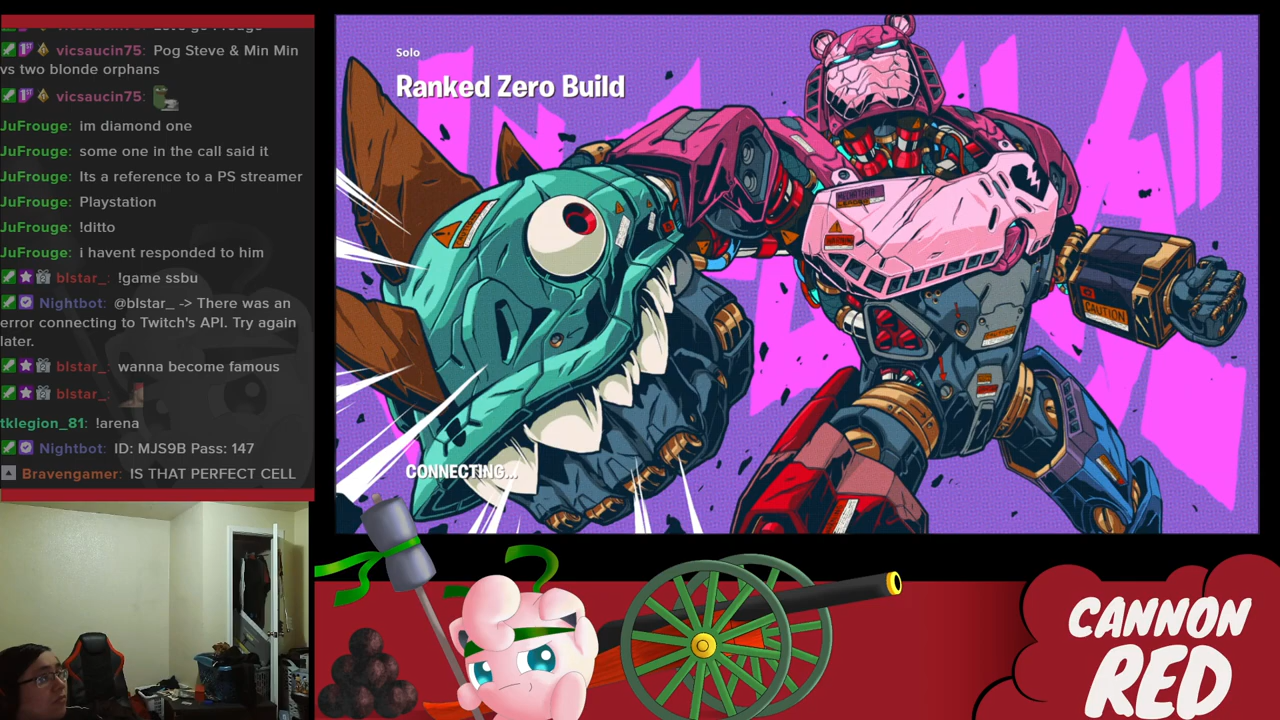 vicsaucin75: Pog Steve & Min Min
vs two blonde orphans
vicsaucin75:
JuFrouge: im diamond one
JuFrouge: some one in the call said it
JuFrouge: Its a reference to a PS streamer
JuFrouge: Playstation
JuFrouge: !ditto
JuFrouge: i havent responded to him
blstar_: !game ssbu
Nightbot: @blstar_ -> There was an
error connecting to Twitch's API. Try again
later.
blstar_: wanna become famous
blstar_:
tklegion_81: !arena
Nightbot: ID: MJS9B Pass: 147
Bravengamer: IS THAT PERFECT CELL
Solo
Ranked Zero Build
CAUTION
CONNECTING...
CANNON
RED